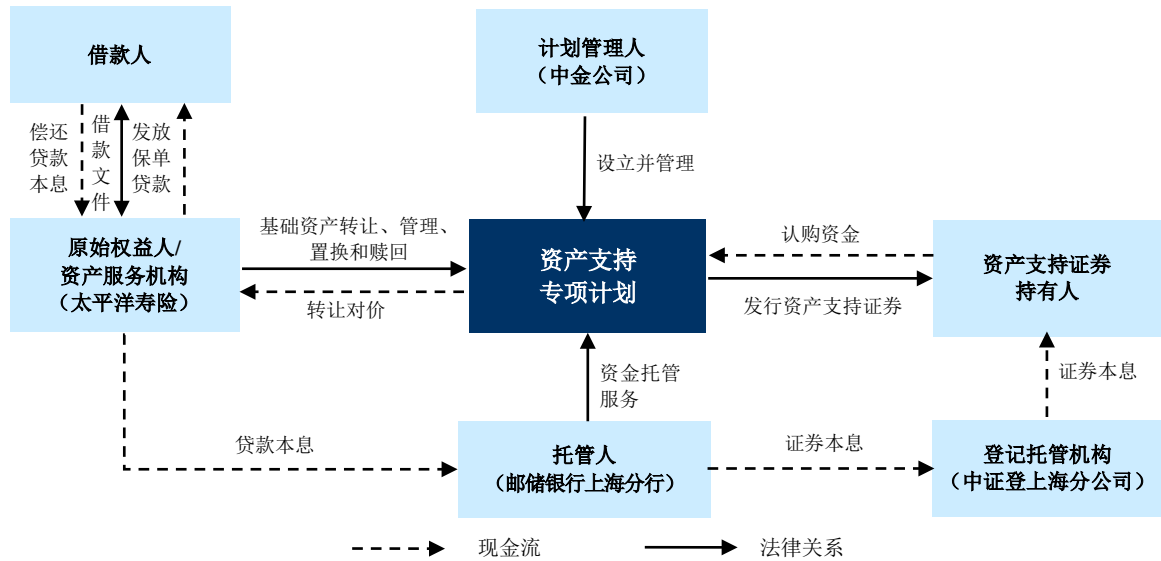 借款人
计划管理人
（中金公司）
偿还
贷款
本息
借
款
文
件
发放
保单
贷款
设立并管理
原始权益人/
资产服务机构
（太平洋寿险）
基础资产转让、管理、
置换和赎回
转让对价
资产支持
专项计划
认购资金
发行资产支持证券
资产支持证券
持有人
资金托管
服务
证券本息
贷款本息
托管人
（邮储银行上海分行）
证券本息
登记托管机构
（中证登上海分公司）
现金流
法律关系